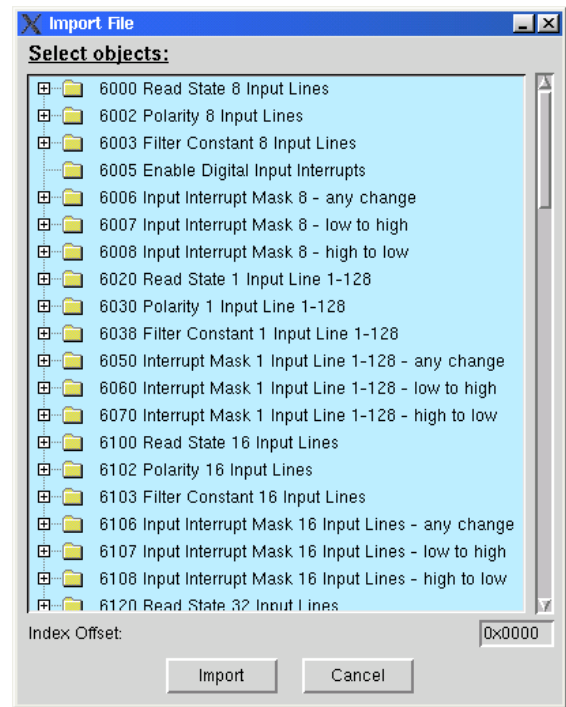 Import File
Select objects:
6000 Read State 8 Input Lines
6002 Polarity 8 Input Lines
6003 Filter Constant 8 Input Lines
6005 Enable Digital Input Interrupts
6006 Input Interrupt Mask 8 - any change
6007 Input Interrupt Mask 8 - low to high
6008 Input Interrupt Mask 8 - high to low
6020 Read State 1 Input Line 1-128
6030 Polarity 1 Input Line 1-128
6038 Filter Constant 1 Input Line 1-128
6050 Interrupt Mask 1 Input Line 1-128 - any change
6060 Interrupt Mask 1 Input Line 1-128 - low to high
6070 Interrupt Mask 1 Input Line 1-128 - high to low
6100 Read State 16 Input Lines
6102 Polarity 16 Input Lines
6103 Filter Constant 16 Input Lines
6106 Input Interrupt Mask 16 Input Lines - any change
6107 Input Interrupt Mask 16 Input Lines - low to high
6108 Input Interrupt Mask 16 Input Lines - high to low
6120 Read State 32 Input Lines
Index Offset: 0x0000
Import Cancel